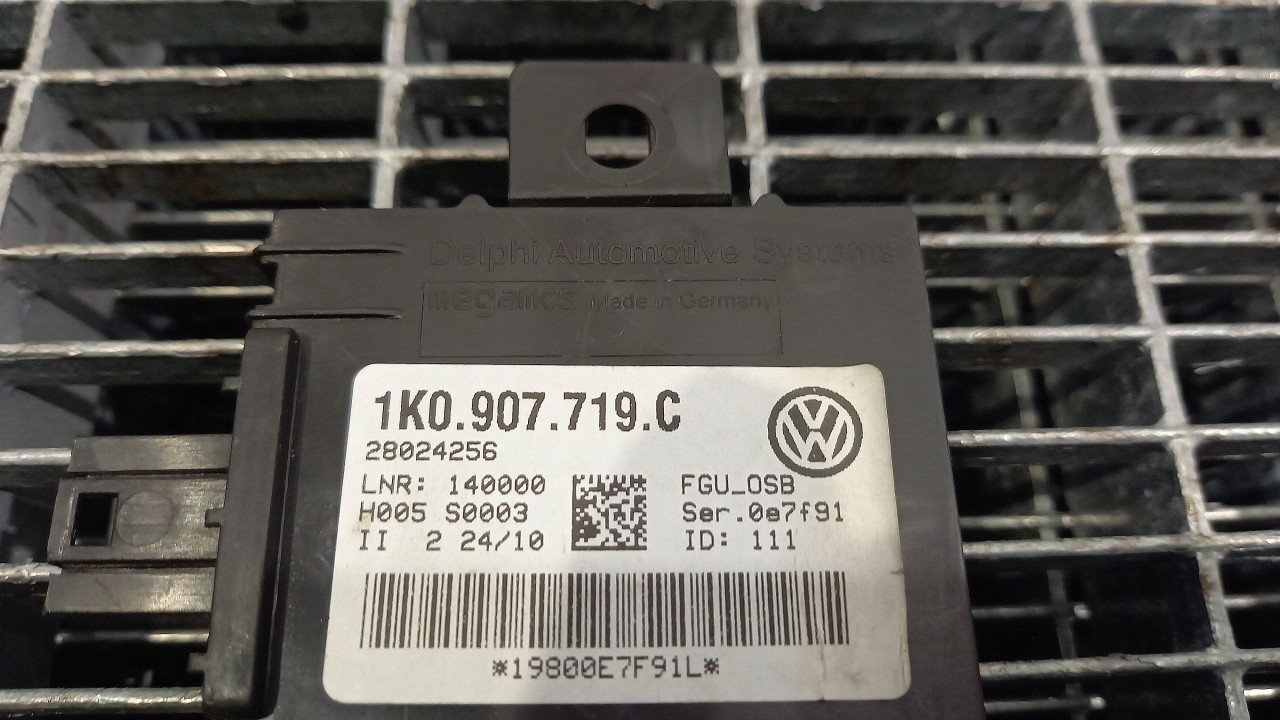 Delphi Automotive Systems
megamos Made in Germany
1K0.907.719.C
28024256
LNR: 140000 FGU_OSB
H005 S0003 Ser.0e7f91
II 2 24/10 ID: 111
*19800E7F91L*